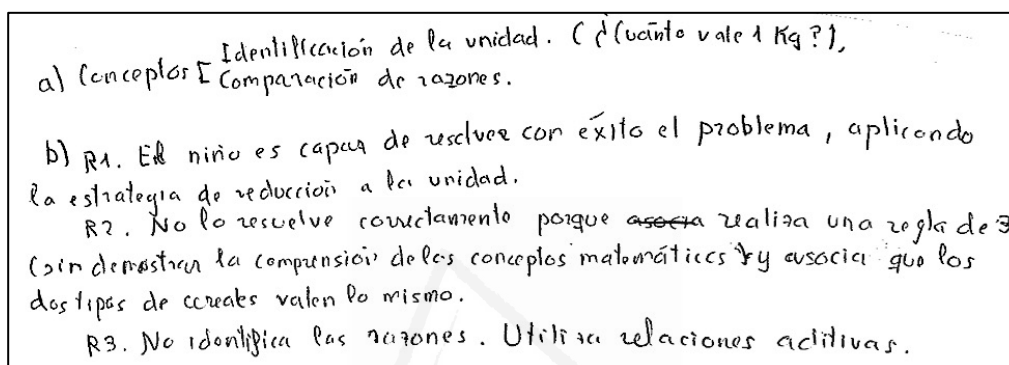 a) Conceptos [ Identificación de la unidad. (¿Cuánto vale 1 Kg?),
Comparación de razones.
b) R1. El niño es capaz de resolver con éxito el problema, aplicando
la estrategia de reducción a la unidad.
R2. No lo resuelve correctamente porque asocia realiza una regla de 3
(sin demostrar la comprensión de los conceptos matemáticos) y asocia que los
dos tipos de cereales valen lo mismo.
R3. No identifica las razones. Utiliza relaciones aditivas.